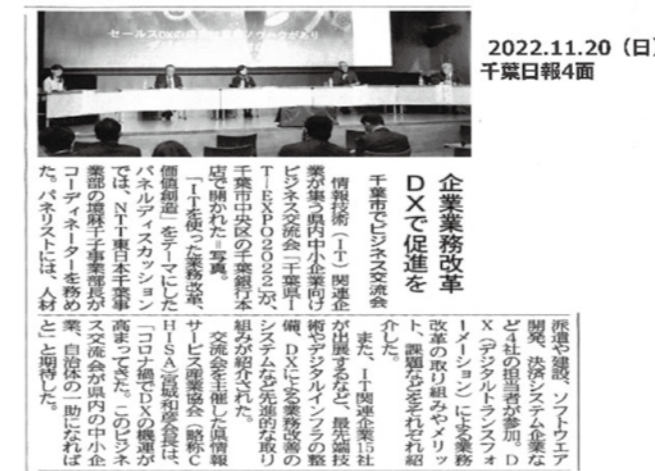 2022.11.20（日）
千葉日報4面
セールスDXの
ノウハウがあり
企業業務改革
DXで促進を
千葉市でビジネス交流会
情報技術（IT）関連企
業が集う県内中小企業向け
ビジネス交流会「千葉県I
T―EXPO2022」が、
千葉市中央区の千葉銀行本
店で開かれた＝写真。
「ITを使った業務改革、
価値創造」をテーマにした
パネルディスカッション
では、NTT東日本千葉事
業部の境麻千子事業部長が
コーディネーターを務め
た。パネリストには、人材
派遣や建設、ソフトウエア
開発、決済システム企業な
ど4社の担当者が参加。D
X（デジタルトランスフォ
ーメーション）による業務
改革の取り組みやメリッ
ト、課題などをそれぞれ紹
介した。
また、IT関連企業15社
が出展するなど、最先端技
術やデジタルインフラの整
備、DXによる業務改善の
システムなど先進的な取り
組みが紹介された。
交流会を主催した県情報
サービス産業協会（略称C
HISA）宮城和彦会長は、
「コロナ禍でDXの機運が
高まってきた。このビジネ
ス交流会が県内の中小企
業、自治体の一助になれば
と」と期待した。